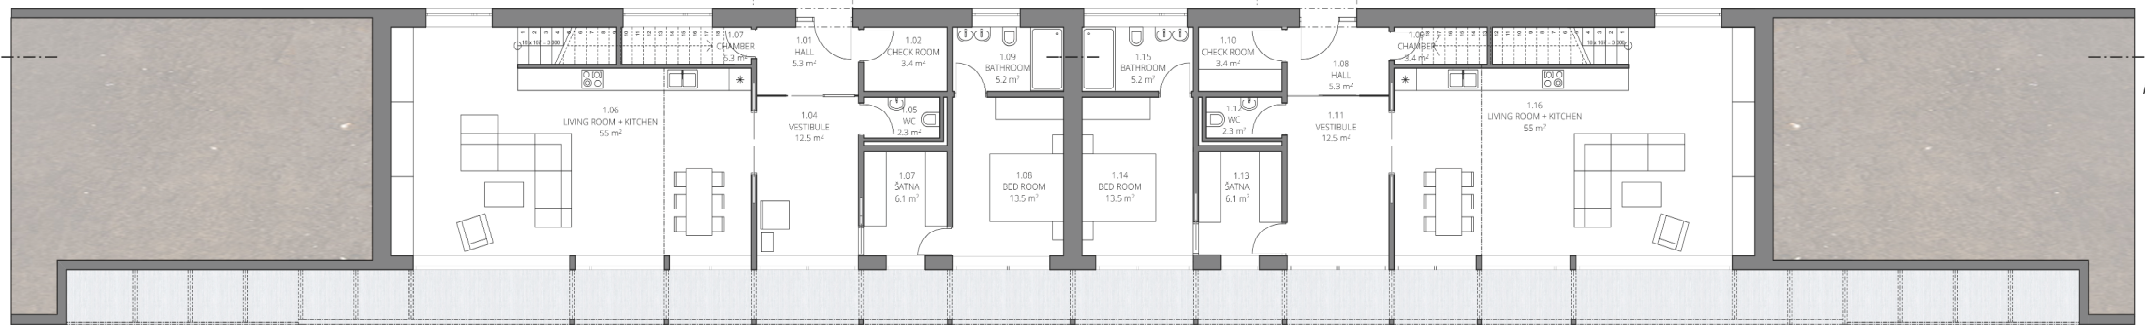 1.07
CHAMBER
5.3 m²
1.01
HALL
5.3 m²
1.02
CHECK ROOM
3.4 m²
1.09
BATHROOM
5.2 m²
1.15
BATHROOM
5.2 m²
1.10
CHECK ROOM
3.4 m²
1.08
HALL
5.3 m²
CHAMBER
3.4 m²
1.06
LIVING ROOM + KITCHEN
55 m²
1.04
VESTIBULE
12.5 m²
1.05
WC
2.3 m²
WC
2.3 m²
1.11
VESTIBULE
12.5 m²
1.16
LIVING ROOM + KITCHEN
55 m²
1.07
ŠATNA
6.1 m²
1.08
BED ROOM
13.5 m²
1.14
BED ROOM
13.5 m²
1.13
ŠATNA
6.1 m²